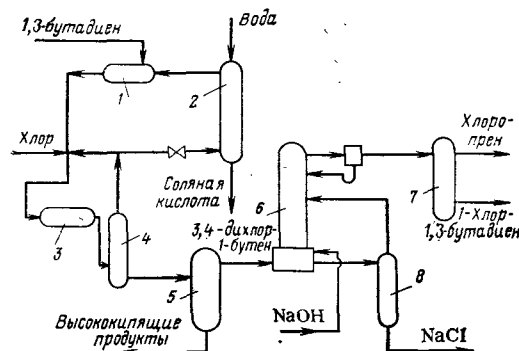 1,3-бутадиен
Вода
1
2
Хлор
Хлоро-
прен
Соляная
кислота
3
4
3,4-дихлор-
1-бутен
6
7
1-Хлор-
1,3-бутадиен
5
8
Высококипящие
продукты
NaOH
NaCl